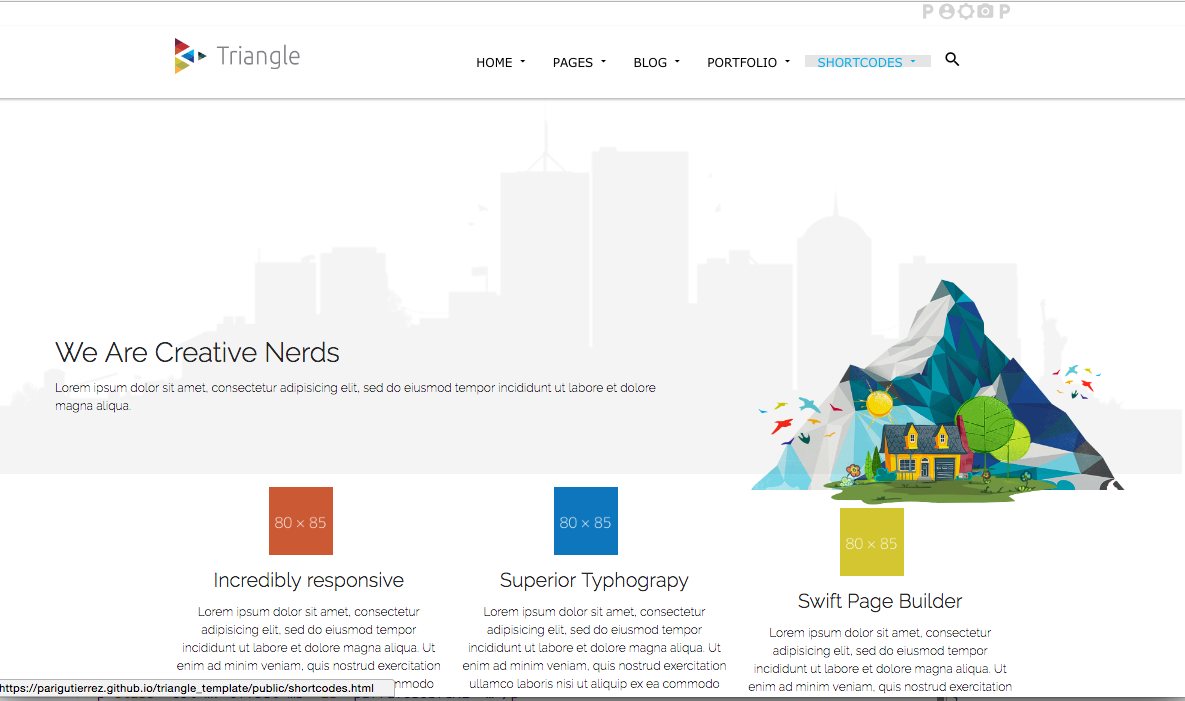 P P
Triangle
HOME PAGES BLOG PORTFOLIO SHORTCODES
We Are Creative Nerds
Lorem ipsum dolor sit amet, consectetur adipisicing elit, sed do eiusmod tempor incididunt ut labore et dolore
magna aliqua.
80 × 85
Incredibly responsive
Lorem ipsum dolor sit amet, consectetur
adipisicing elit, sed do eiusmod tempor
incididunt ut labore et dolore magna aliqua. Ut
enim ad minim veniam, quis nostrud exercitation
mmodo
80 × 85
Superior Typhograpy
Lorem ipsum dolor sit amet, consectetur
adipisicing elit, sed do eiusmod tempor
incididunt ut labore et dolore magna aliqua. Ut
enim ad minim veniam, quis nostrud exercitation
ullamco laboris nisi ut aliquip ex ea commodo
80 × 85
Swift Page Builder
Lorem ipsum dolor sit amet, consectetur
adipisicing elit, sed do eiusmod tempor
incididunt ut labore et dolore magna aliqua. Ut
enim ad minim veniam, quis nostrud exercitation
https://parigutierrez.github.io/triangle_template/public/shortcodes.html